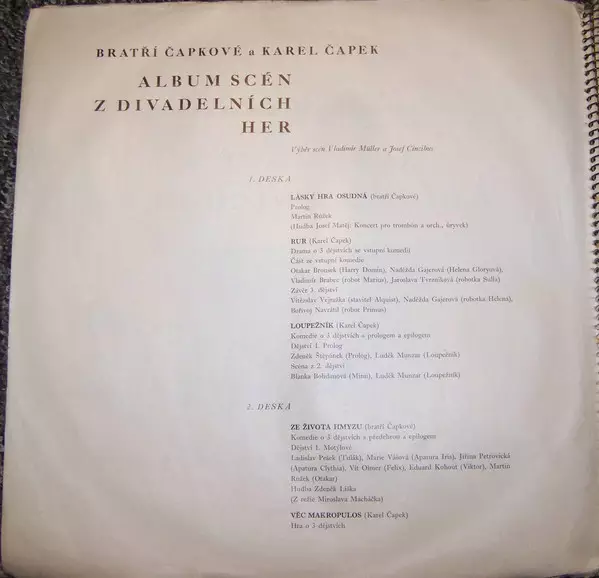 BRATŘÍ ČAPKOVÉ a KAREL ČAPEK
ALBUM SCÉN
Z DIVADELNÍCH
HER
Výběr scén Vladimír Müller a Josef Cincibus
1. DESKA
LÁSKY HRA OSUDNÁ (bratří Čapkové)
Prolog
Martin Růžek
(Hudba Josef Matěj: Koncert pro trombón a orch., úryvek)
RUR (Karel Čapek)
Drama o 3 dějstvích se vstupní komedií
Část ze vstupní komedie
Otakar Brousek (Harry Domin), Naděžda Gajerová (Helena Gloryová),
Vladimír Brabec (robot Marius), Jaroslava Tvrzníková (robotka Sulla)
Závěr 3. dějství
Vítězslav Vejražka (stavitel Alquist), Naděžda Gajerová (robotka Helena),
Bořivoj Navrátil (robot Primus)
LOUPEŽNÍK (Karel Čapek)
Komedie o 3 dějstvích s prologem a epilogem
Dějství 1. Prolog
Zdeněk Štěpánek (Prolog), Luděk Munzar (Loupežník)
Scéna z 2. dějství
Blanka Bohdanová (Mimi), Luděk Munzar (Loupežník)
2. DESKA
ZE ŽIVOTA HMYZU (bratří Čapkové)
Komedie o 3 dějstvích s předehrou a epilogem
Dějství 1. Motýlové
Ladislav Pešek (Tulák), Marie Vášová (Apatura Iris), Jiřina Petrovická
(Apatura Clythia), Vít Olmer (Felix), Eduard Kohout (Viktor), Martin
Růžek (Otakar)
Hudba Zdeněk Liška
(Z režie Miroslava Macháčka)
VĚC MAKROPULOS (Karel Čapek)
Hra o 3 dějstvích